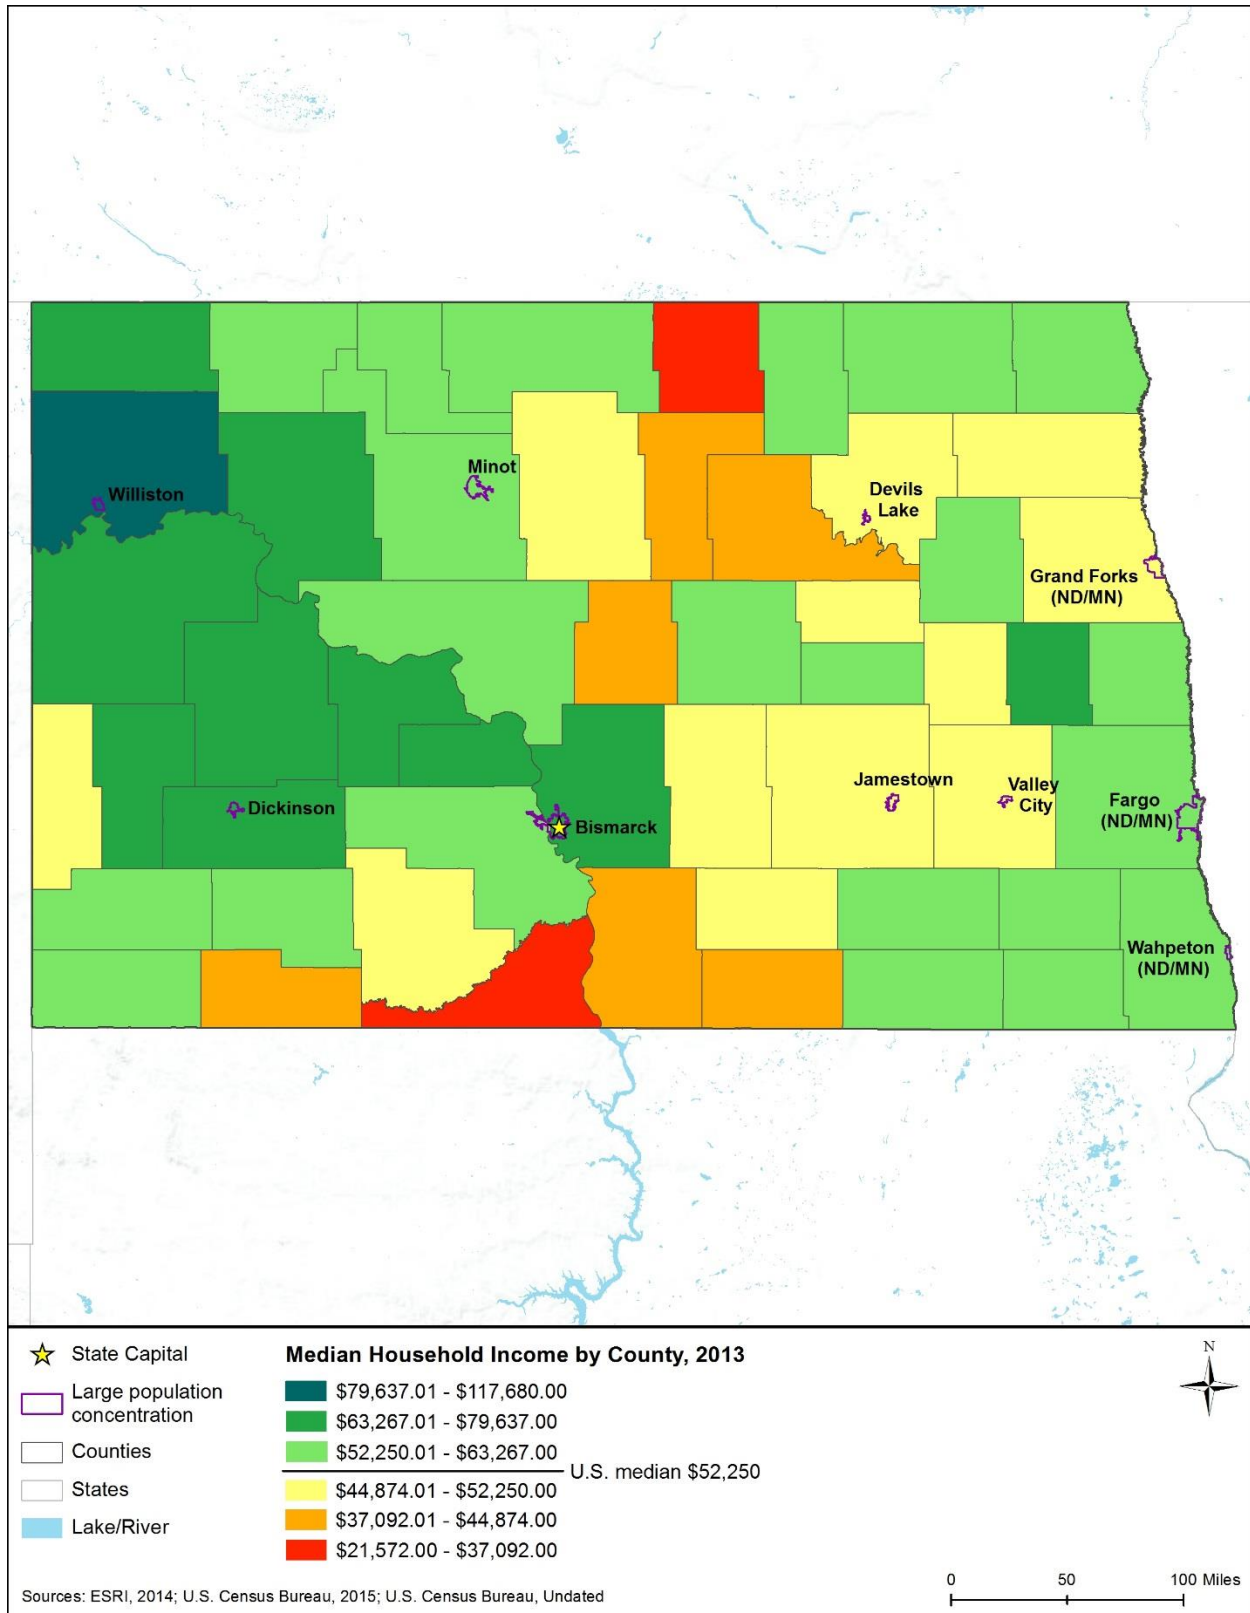 Minot
Williston
Devils
Lake
Grand Forks
(ND/MN)
Dickinson
Bismarck
Jamestown
Valley
City
Fargo
(ND/MN)
Wahpeton
(ND/MN)
State Capital
Large population
concentration
Counties
States
Lake/River
Median Household Income by County, 2013
$79,637.01 - $117,680.00
$63,267.01 - $79,637.00
$52,250.01 - $63,267.00
U.S. median $52,250
$44,874.01 - $52,250.00
$37,092.01 - $44,874.00
$21,572.00 - $37,092.00
N
0 50 100 Miles
Sources: ESRI, 2014; U.S. Census Bureau, 2015; U.S. Census Bureau, Undated